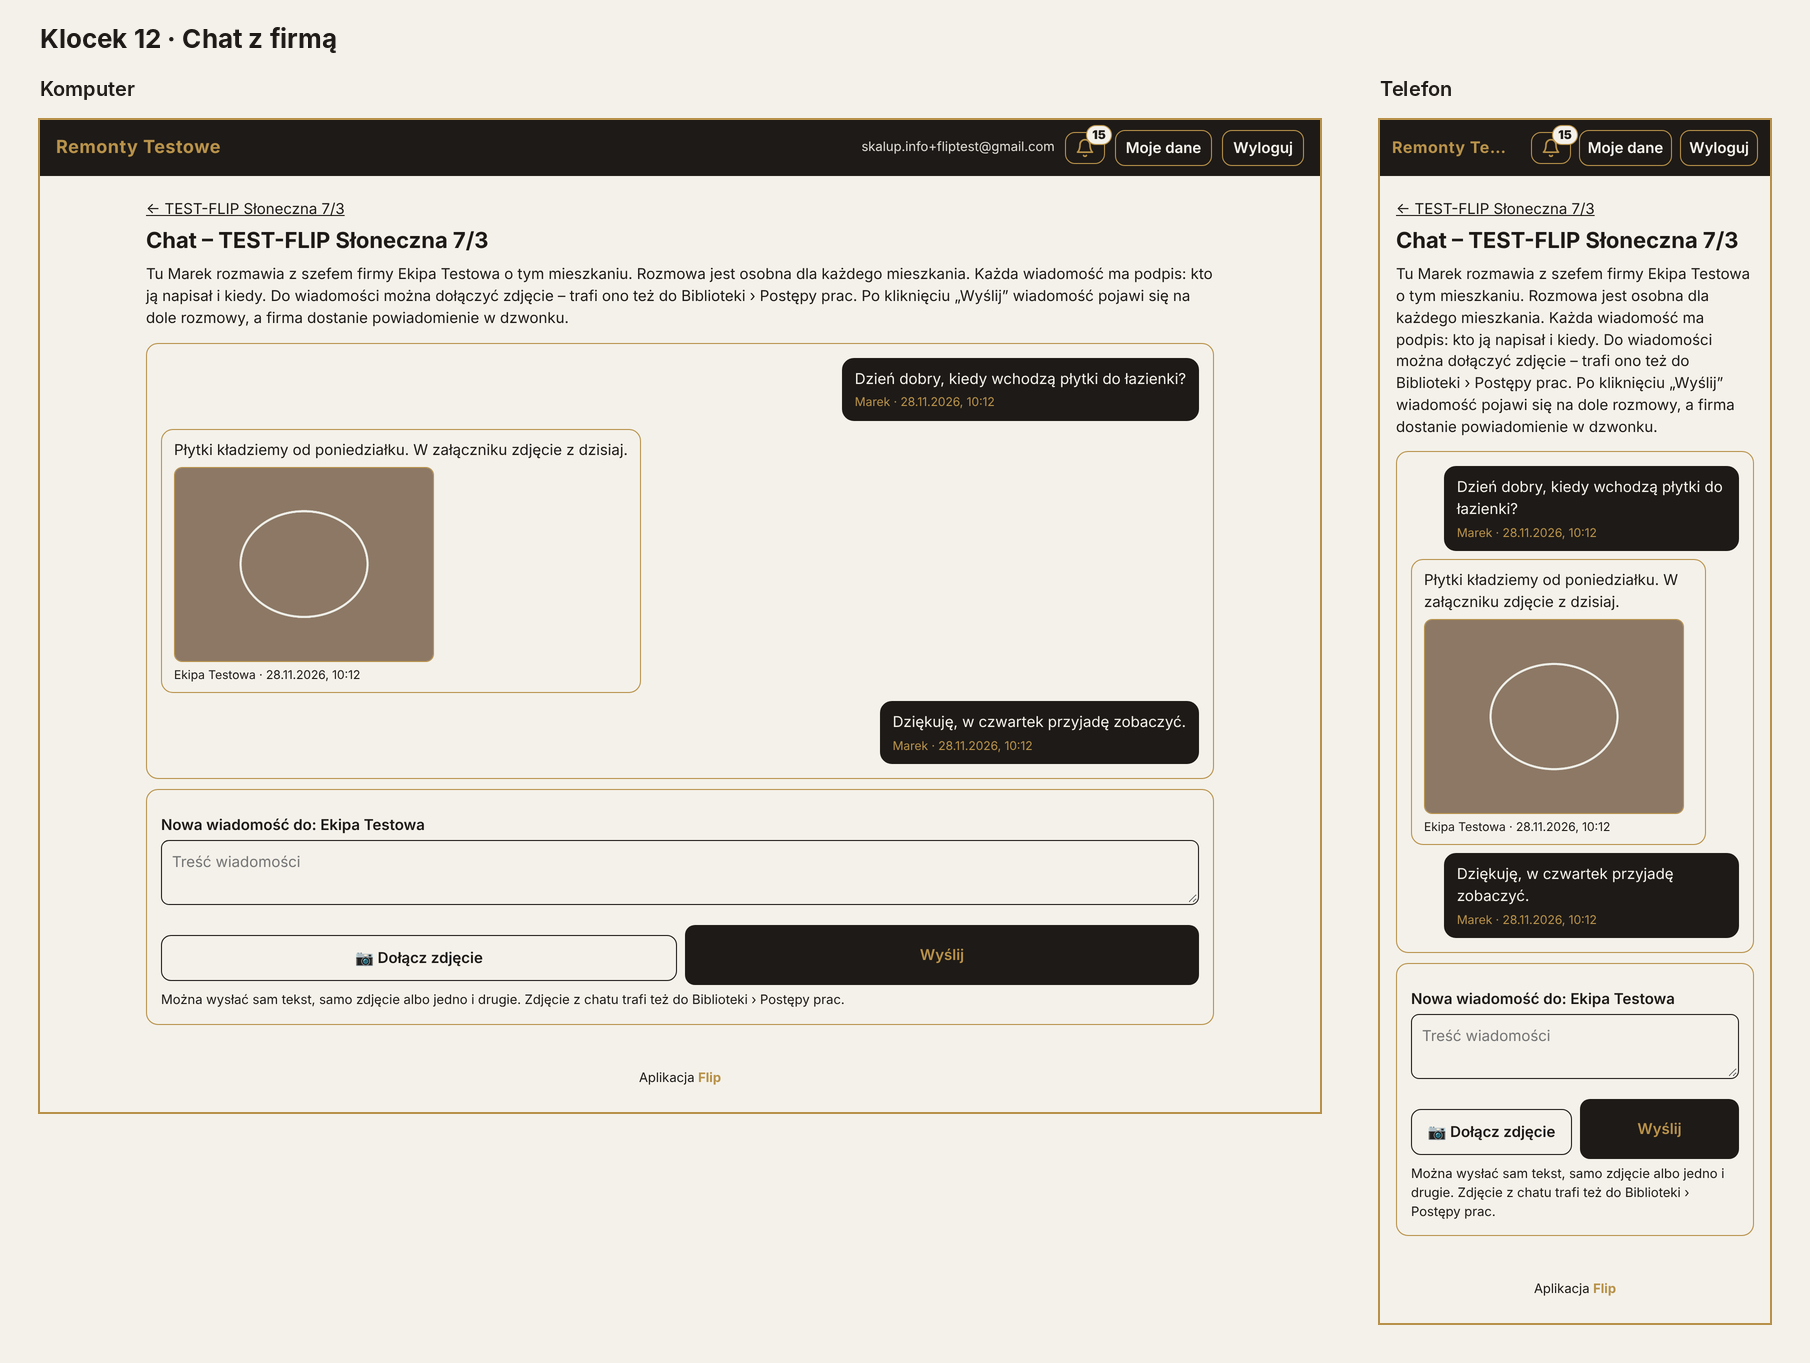 Klocek 12 · Chat z firmą
Komputer
Remonty Testowe
skalup.info+fliptest@gmail.com
15
Moje dane
Wyloguj
← TEST-FLIP Słoneczna 7/3
Chat – TEST-FLIP Słoneczna 7/3
Tu Marek rozmawia z szefem firmy Ekipa Testowa o tym mieszkaniu. Rozmowa jest osobna dla każdego mieszkania. Każda wiadomość ma podpis: kto
ją napisał i kiedy. Do wiadomości można dołączyć zdjęcie – trafi ono też do Biblioteki › Postępy prac. Po kliknięciu „Wyślij” wiadomość pojawi się na
dole rozmowy, a firma dostanie powiadomienie w dzwonku.
Dzień dobry, kiedy wchodzą płytki do łazienki?
Marek · 28.11.2026, 10:12
Płytki kładziemy od poniedziałku. W załączniku zdjęcie z dzisiaj.
Ekipa Testowa · 28.11.2026, 10:12
Dziękuję, w czwartek przyjadę zobaczyć.
Marek · 28.11.2026, 10:12
Nowa wiadomość do: Ekipa Testowa
Treść wiadomości
📷 Dołącz zdjęcie
Wyślij
Można wysłać sam tekst, samo zdjęcie albo jedno i drugie. Zdjęcie z chatu trafi też do Biblioteki › Postępy prac.
Aplikacja Flip
Telefon
Remonty Te...
15
Moje dane
Wyloguj
← TEST-FLIP Słoneczna 7/3
Chat – TEST-FLIP Słoneczna 7/3
Tu Marek rozmawia z szefem firmy Ekipa Testowa
o tym mieszkaniu. Rozmowa jest osobna dla
każdego mieszkania. Każda wiadomość ma
podpis: kto ją napisał i kiedy. Do wiadomości
można dołączyć zdjęcie – trafi ono też do
Biblioteki › Postępy prac. Po kliknięciu „Wyślij”
wiadomość pojawi się na dole rozmowy, a firma
dostanie powiadomienie w dzwonku.
Dzień dobry, kiedy wchodzą płytki do
łazienki?
Marek · 28.11.2026, 10:12
Płytki kładziemy od poniedziałku. W
załączniku zdjęcie z dzisiaj.
Ekipa Testowa · 28.11.2026, 10:12
Dziękuję, w czwartek przyjadę
zobaczyć.
Marek · 28.11.2026, 10:12
Nowa wiadomość do: Ekipa Testowa
Treść wiadomości
📷 Dołącz zdjęcie
Wyślij
Można wysłać sam tekst, samo zdjęcie albo jedno i
drugie. Zdjęcie z chatu trafi też do Biblioteki ›
Postępy prac.
Aplikacja Flip